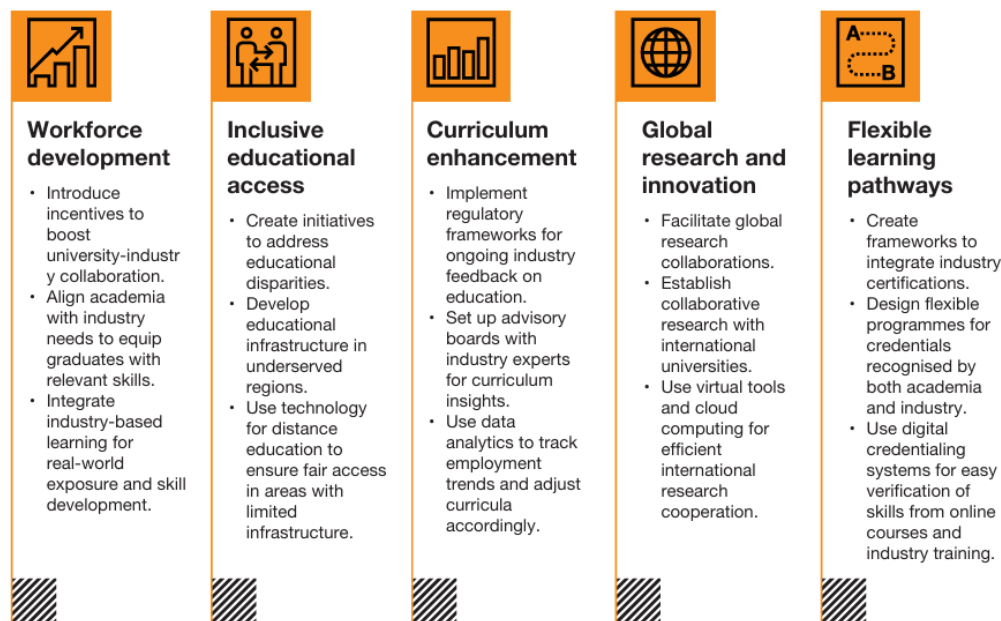 Workforce
development
• Introduce
incentives to
boost
university-industr
y collaboration.
• Align academia
with industry
needs to equip
graduates with
relevant skills.
• Integrate
industry-based
learning for
real-world
exposure and skill
development.
Inclusive
educational
access
• Create initiatives
to address
educational
disparities.
• Develop
educational
infrastructure in
underserved
regions.
• Use technology
for distance
education to
ensure fair access
in areas with
limited
infrastructure.
Curriculum
enhancement
• Implement
regulatory
frameworks for
ongoing industry
feedback on
education.
• Set up advisory
boards with
industry experts
for curriculum
insights.
• Use data
analytics to track
employment
trends and adjust
curricula
accordingly.
Global
research and
innovation
• Facilitate global
research
collaborations.
• Establish
collaborative
research with
international
universities.
• Use virtual tools
and cloud
computing for
efficient
international
research
cooperation.
A
B
Flexible
learning
pathways
• Create
frameworks to
integrate industry
certifications.
• Design flexible
programmes for
credentials
recognised by
both academia
and industry.
• Use digital
credentialing
systems for easy
verification of
skills from online
courses and
industry training.